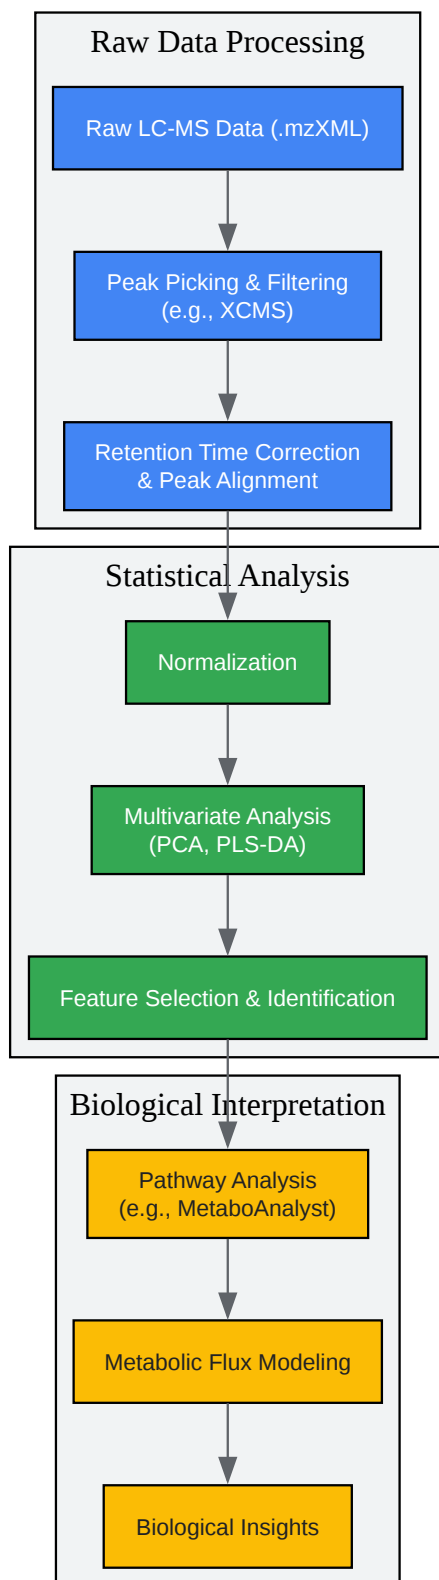 Raw Data Processing
Raw LC-MS Data (.mzXML)
Peak Picking & Filtering
(e.g., XCMS)
Retention Time Correction
& Peak Alignment
Statistical Analysis
Normalization
Multivariate Analysis
(PCA, PLS-DA)
Feature Selection & Identification
Biological Interpretation
Pathway Analysis
(e.g., MetaboAnalyst)
Metabolic Flux Modeling
Biological Insights